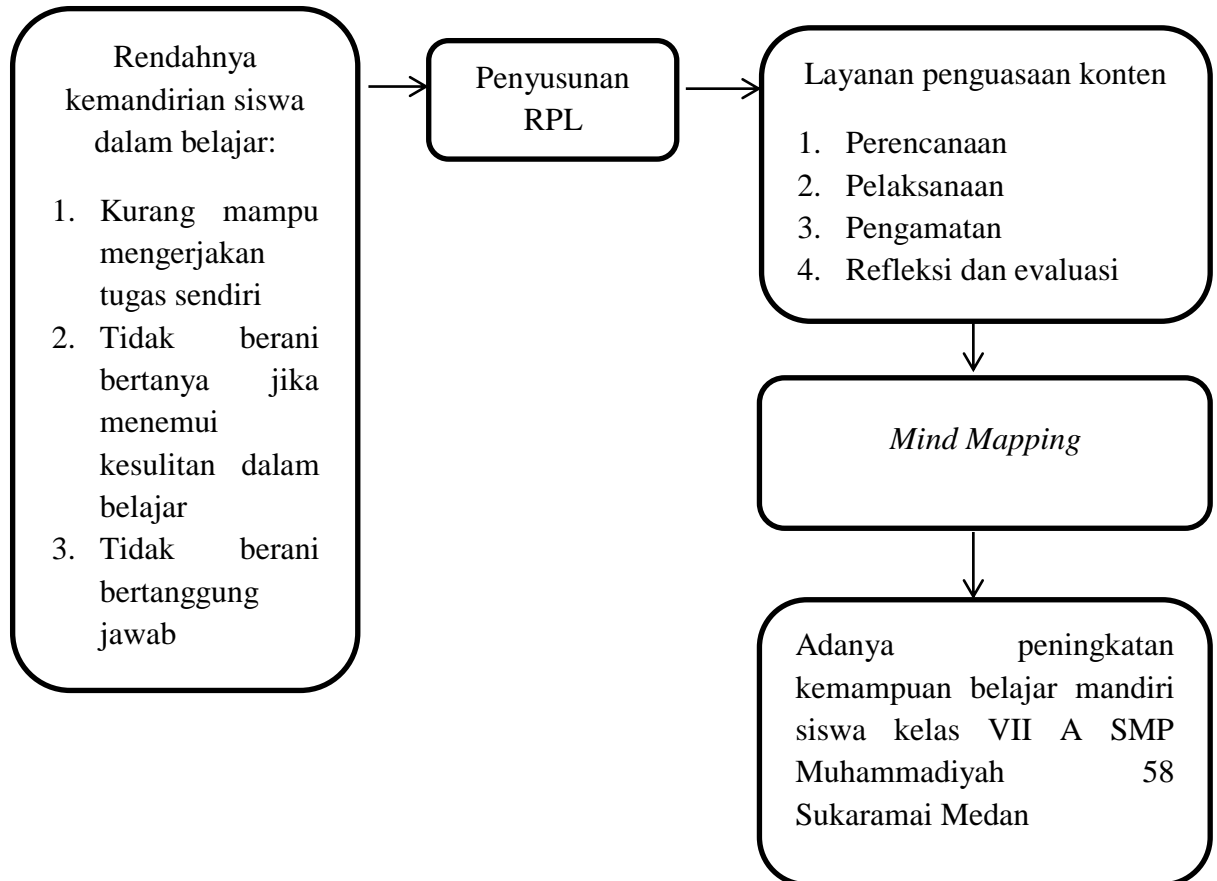 Rendahnya
kemandirian siswa
dalam belajar:
1. Kurang mampu
mengerjakan
tugas sendiri
2. Tidak berani
bertanya jika
menemui
kesulitan dalam
belajar
3. Tidak berani
bertanggung
jawab
Penyusunan
RPL
Layanan penguasaan konten
1. Perencanaan
2. Pelaksanaan
3. Pengamatan
4. Refleksi dan evaluasi
Mind Mapping
Adanya peningkatan
kemampuan belajar mandiri
siswa kelas VII A SMP
Muhammadiyah 58
Sukaramai Medan